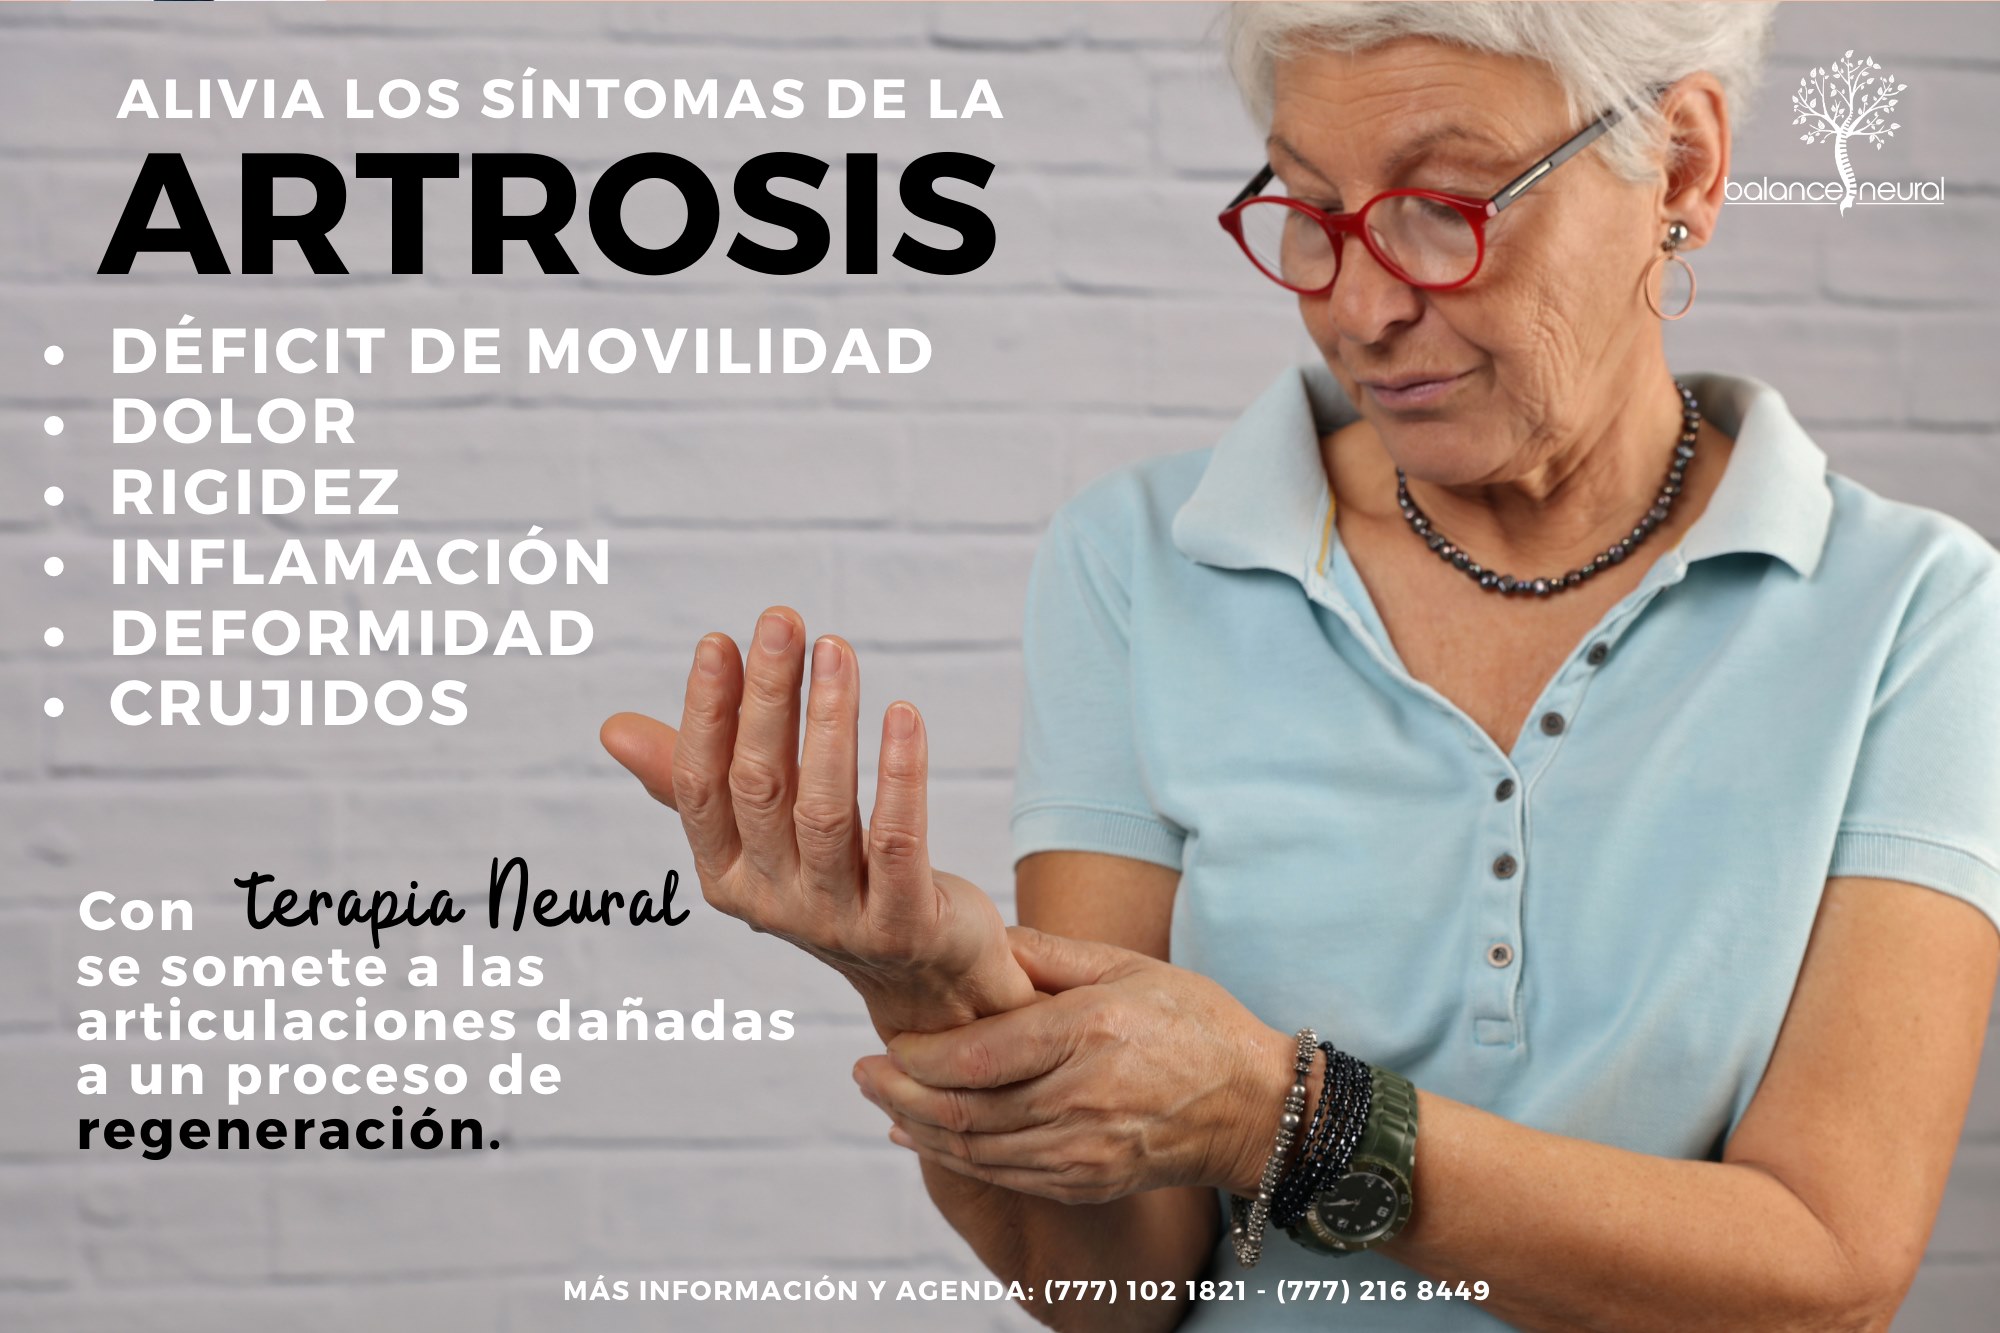 ALIVIA LOS SÍNTOMAS DE LA
ARTROSIS
balance neural
• DÉFICIT DE MOVILIDAD
• DOLOR
• RIGIDEZ
• INFLAMACIÓN
• DEFORMIDAD
• CRUJIDOS
Con terapia Neural
se somete a las
articulaciones dañadas
a un proceso de
regeneración.
MÁS INFORMACIÓN Y AGENDA: (777) 102 1821 - (777) 216 8449